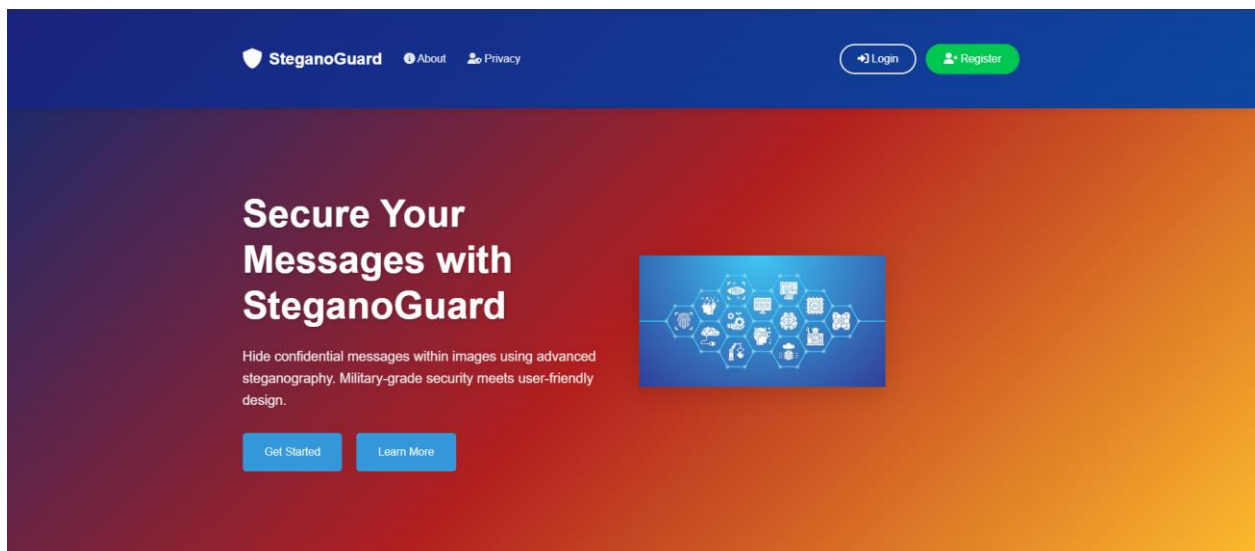 SteganoGuard About Privacy Login Register
Secure Your
Messages with
SteganoGuard
Hide confidential messages within images using advanced
steganography. Military-grade security meets user-friendly
design.
Get Started Learn More